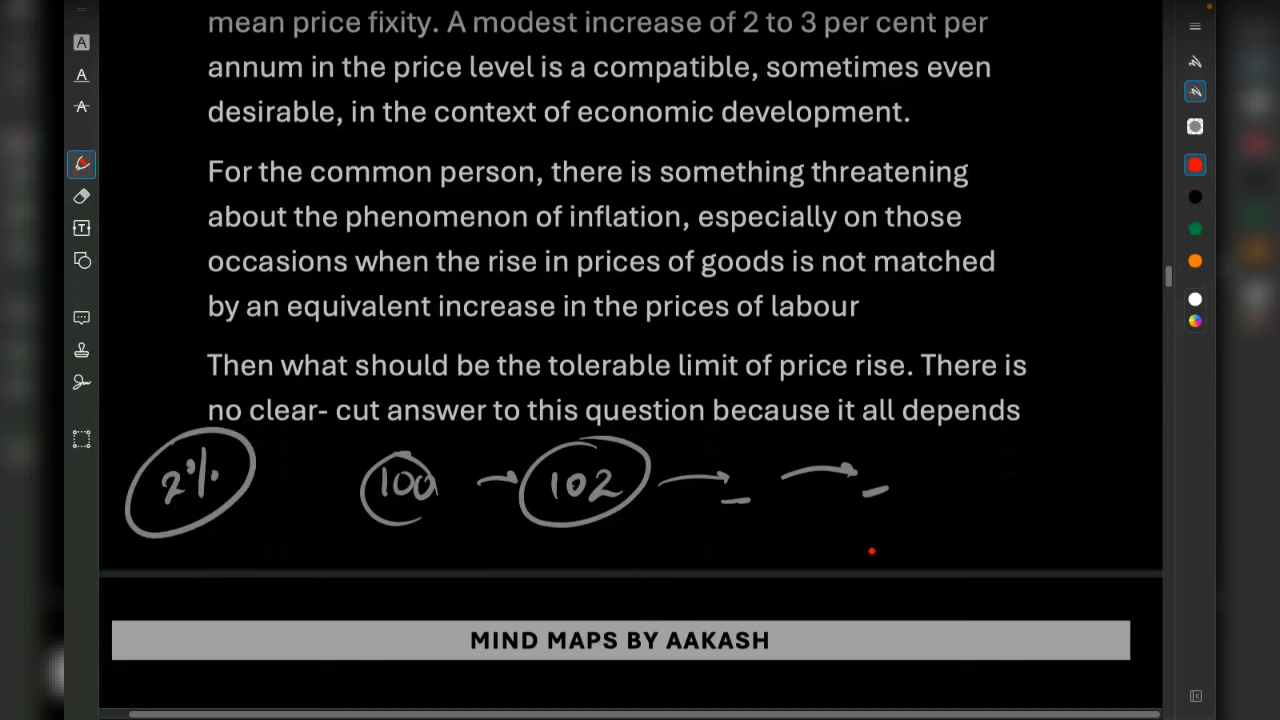 mean price fixity. A modest increase of 2 to 3 per cent per
annum in the price level is a compatible, sometimes even
desirable, in the context of economic development.
For the common person, there is something threatening
about the phenomenon of inflation, especially on those
occasions when the rise in prices of goods is not matched
by an equivalent increase in the prices of labour
Then what should be the tolerable limit of price rise. There is
no clear- cut answer to this question because it all depends
2% 100 → 102 → - → -
MIND MAPS BY AAKASH